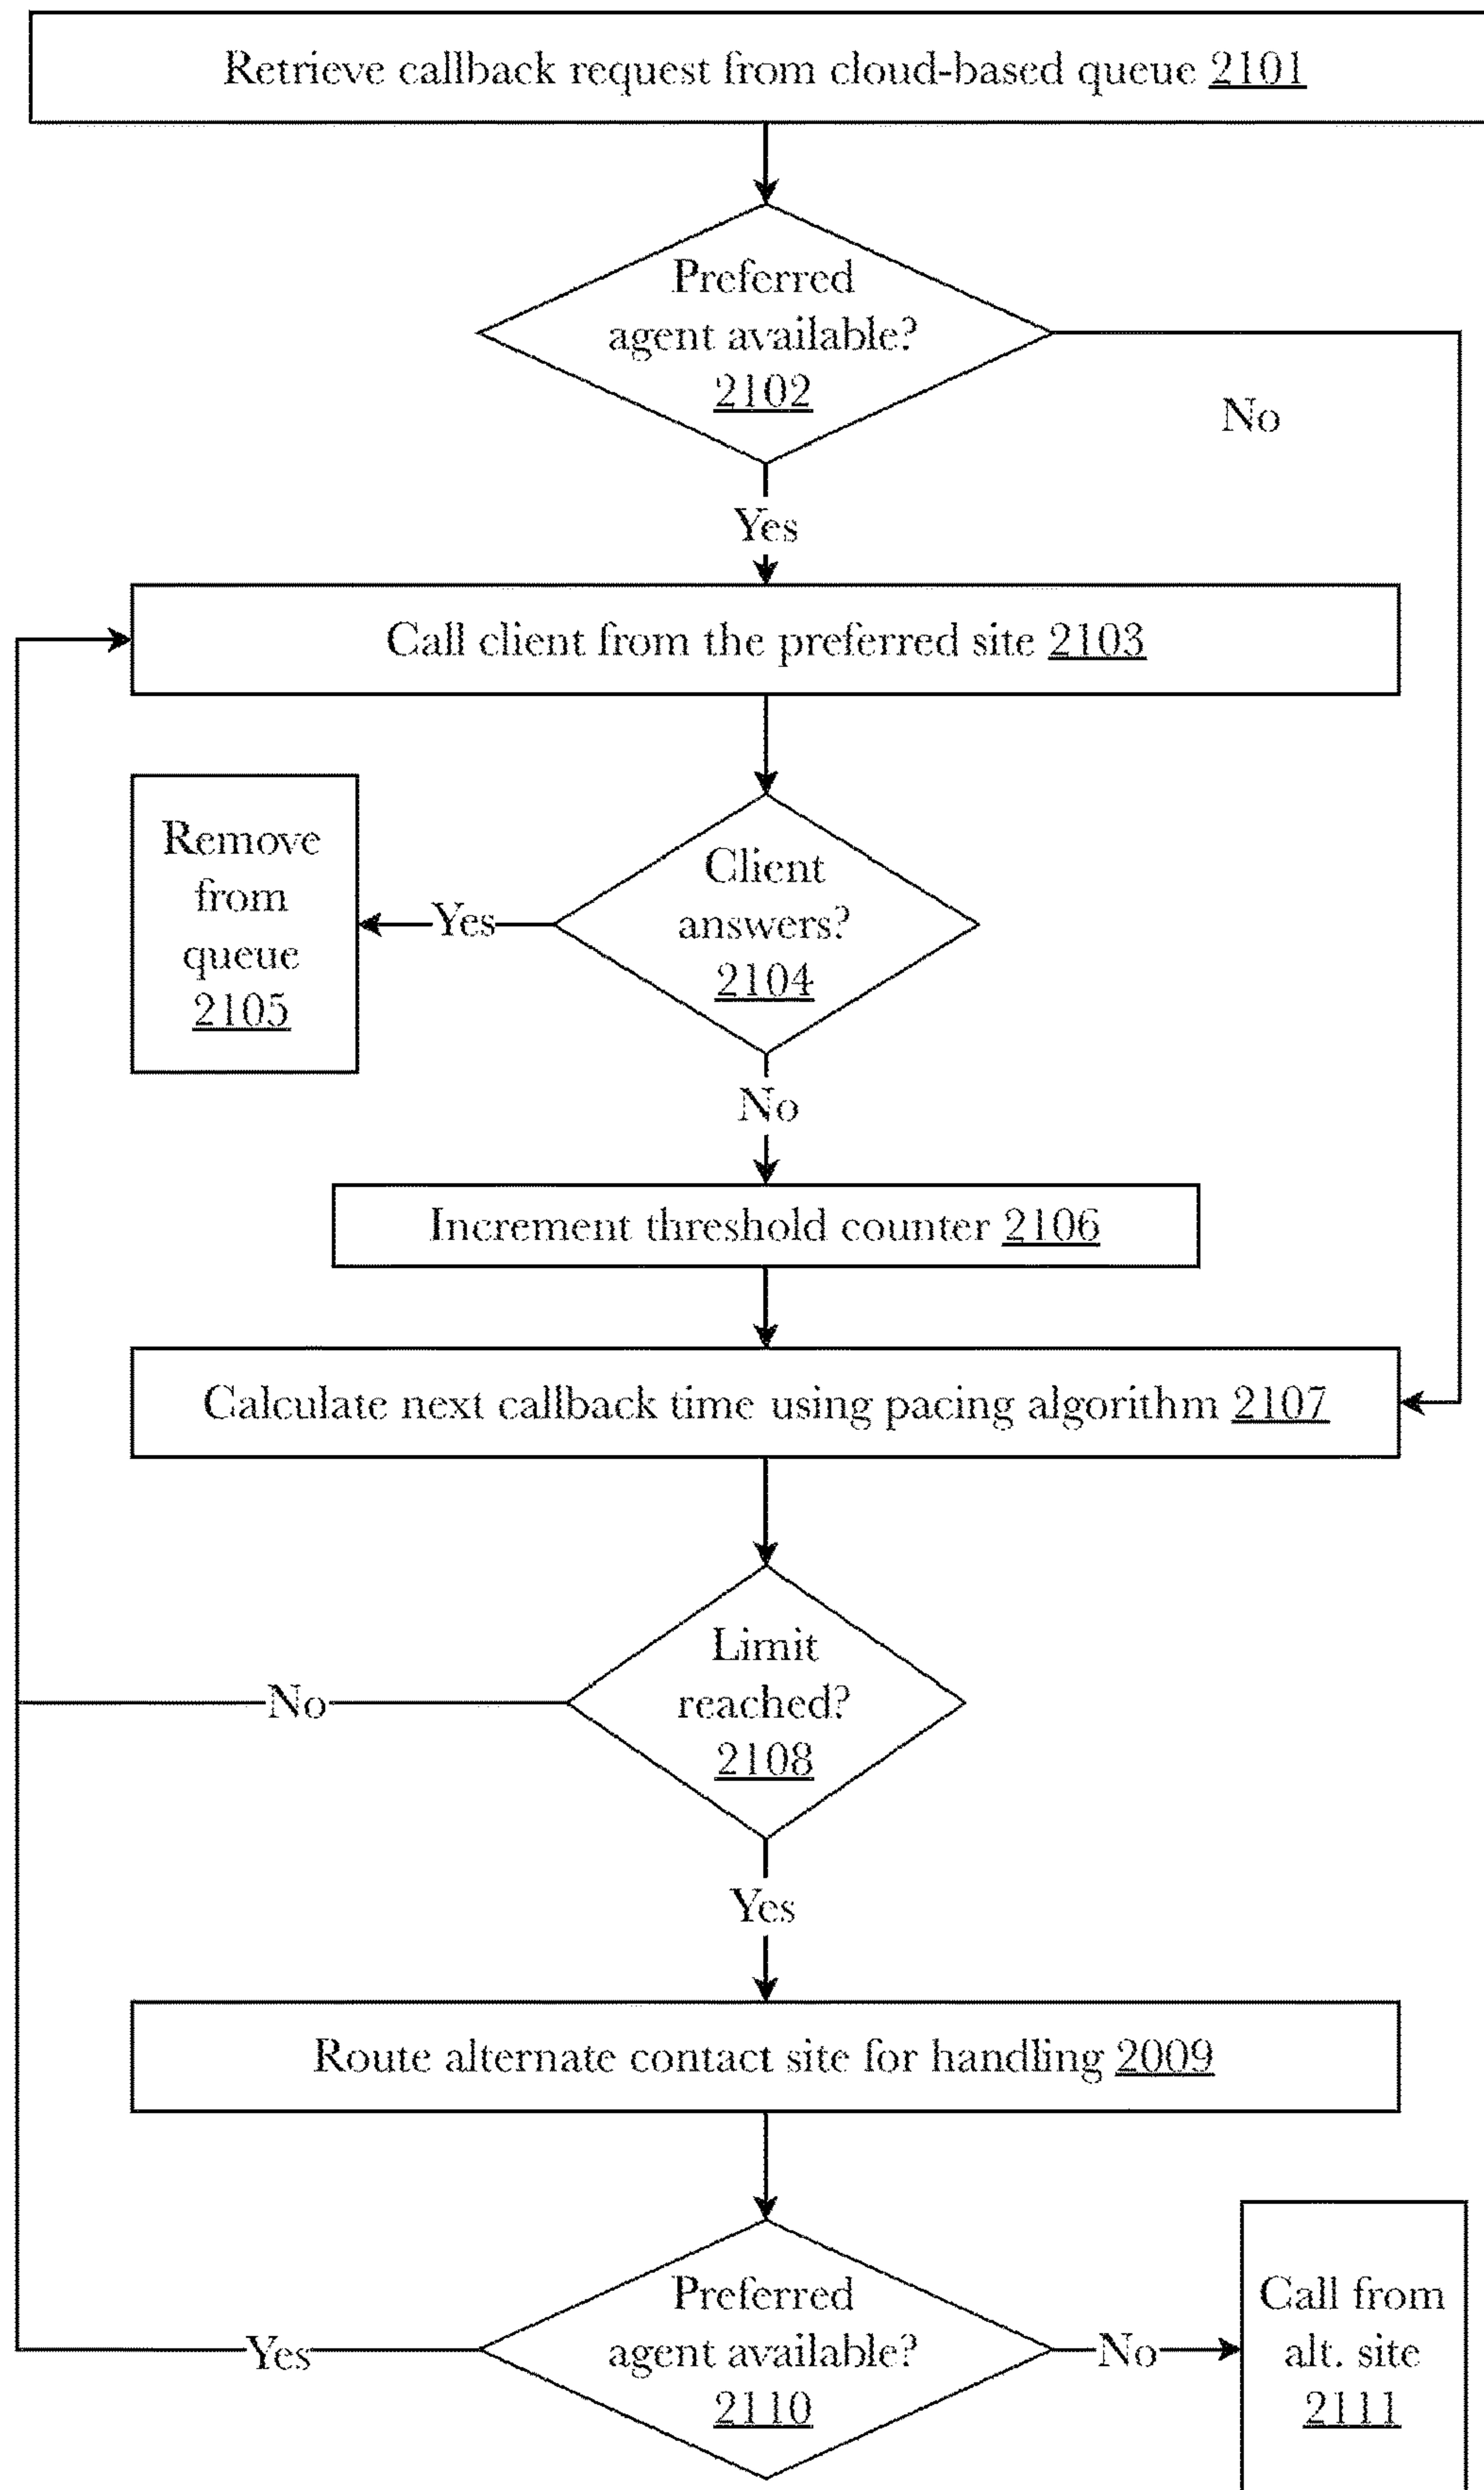 Retrieve callback request from cloud-based queue 2101
Preferred
agent available?
2102
No
Yes
Call client from the preferred site 2103
Remove
from
queue
2105
Yes
Client
answers?
2104
No
Increment threshold counter 2106
Calculate next callback time using pacing algorithm 2107
Limit
reached?
2108
No
Yes
Route alternate contact site for handling 2009
Preferred
agent available?
2110
Yes
No
Call from
alt. site
2111